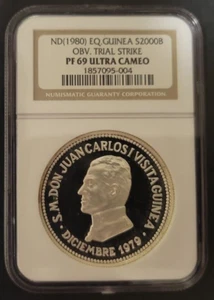 ND(1980) EQ.GUINEA S2000B
OBV. TRIAL STRIKE
PF 69 ULTRA CAMEO
1857095-004
NUMISMATIC GUARANTY CORPORATION
S.M.DON JUAN CARLOS I VISITA GUINEA
DICIEMBRE 1979